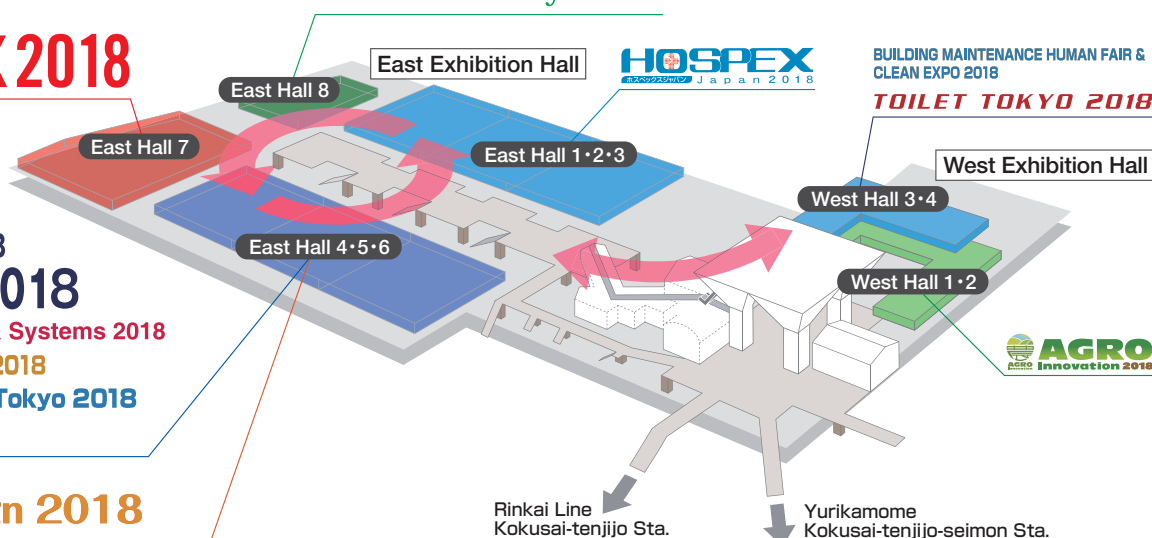 X 2018
East Exhibition Hall
HOSPEX
ホスペックスジャパン Japan 2018
BUILDING MAINTENANCE HUMAN FAIR &
CLEAN EXPO 2018
TOILET TOKYO 2018
East Hall 8
East Hall 7
East Hall 1・2・3
West Exhibition Hall
West Hall 3・4
East Hall 4・5・6
West Hall 1・2
018
Systems 2018
2018
Tokyo 2018
AGRO
Innovation 2018
AGRO
Innovation
2018
Rinkai Line
Kokusai-tenjijo Sta.
Yurikamome
Kokusai-tenjijo-seimon Sta.